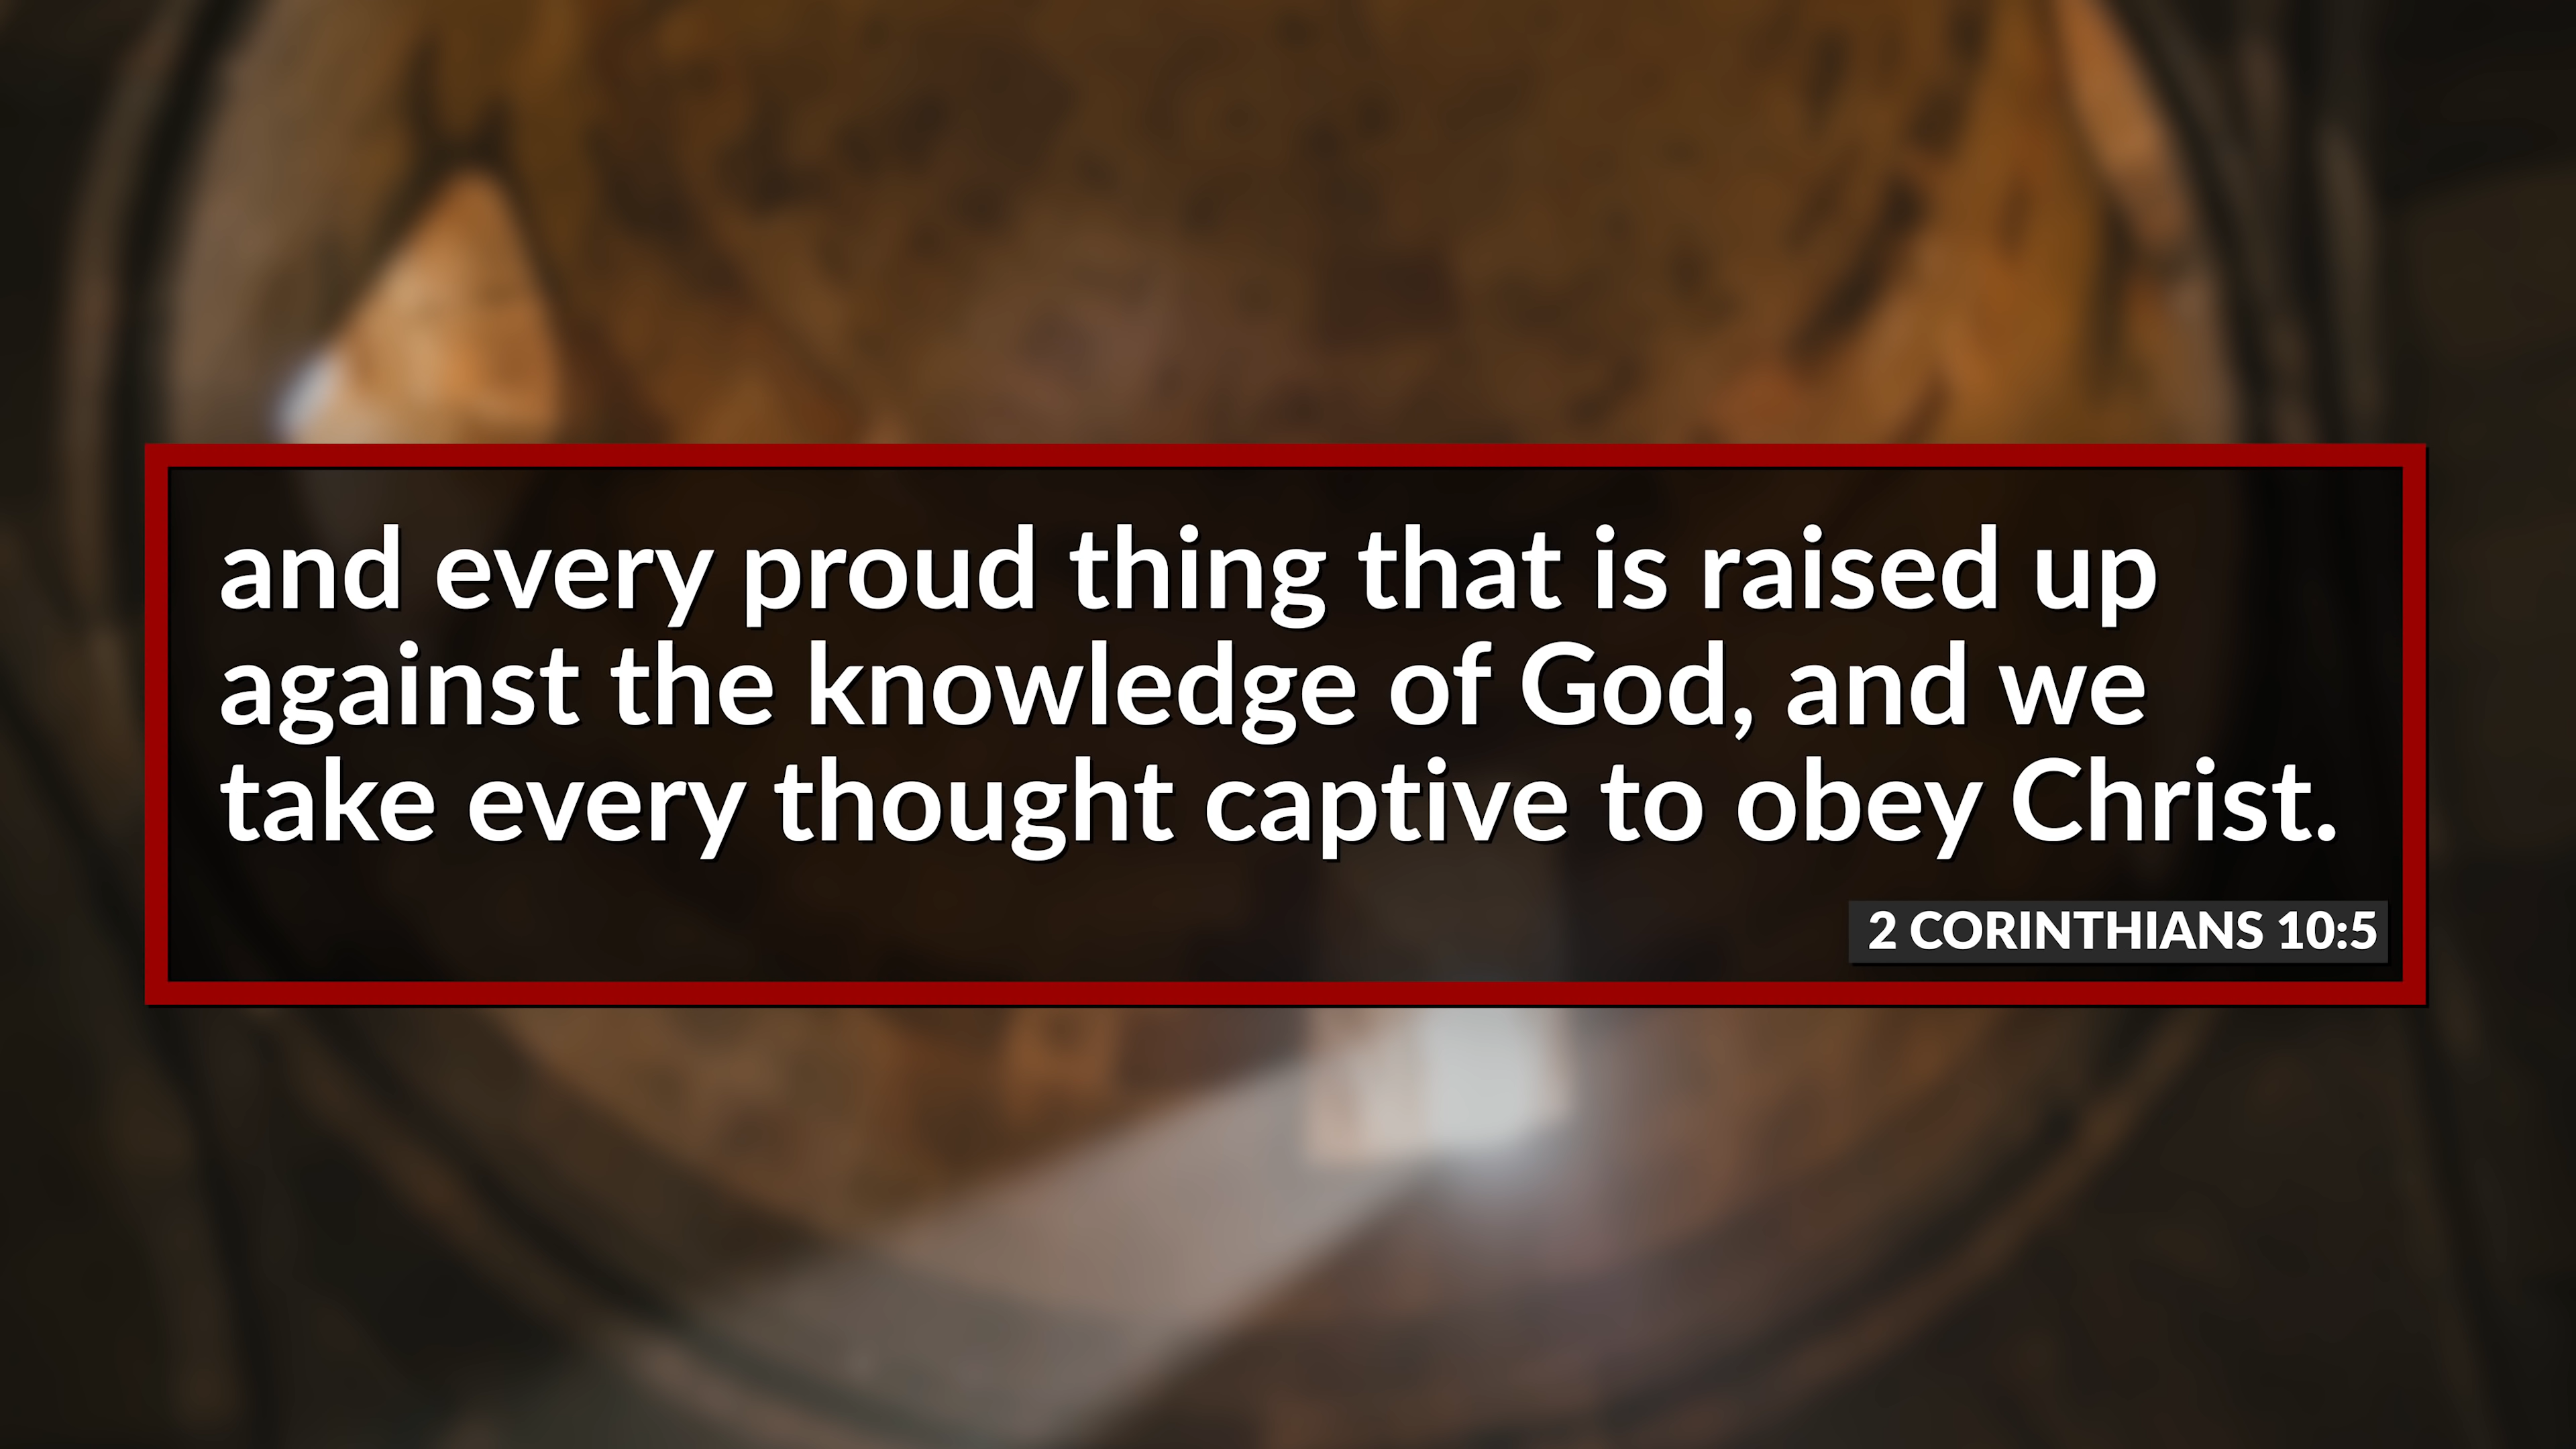 and every proud thing that is raised up
against the knowledge of God, and we
take every thought captive to obey Christ.
2 CORINTHIANS 10:5